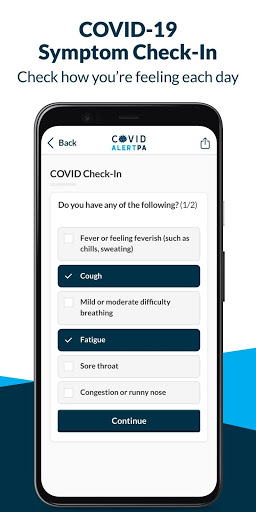 COVID-19
Symptom Check-In
Check how you're feeling each day
Back
COVID
ALERTPA
COVID Check-In
Do you have any of the following? (1/2)
Fever or feeling feverish (such as
chills, sweating)
Cough
Mild or moderate difficulty
breathing
Fatigue
Sore throat
Congestion or runny nose
Continue